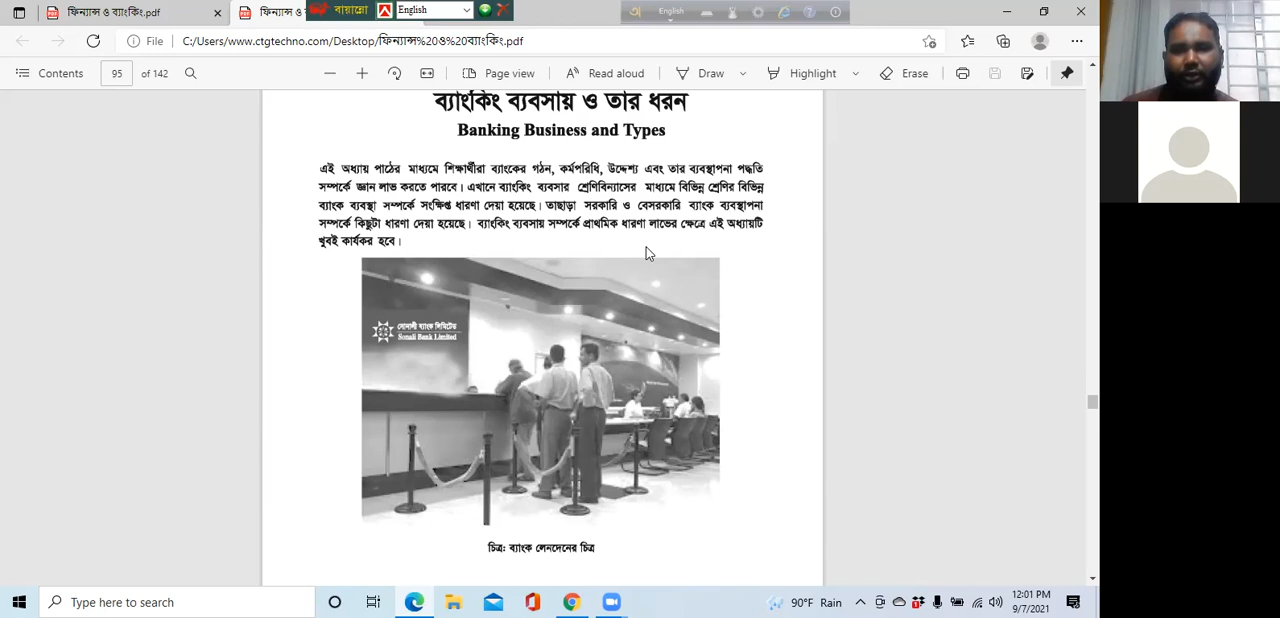 ফিন্যান্স ও ব্যাংকিং.pdf
ফিন্যান্স ও
বায়ান্নো
English
English
File
C:/Users/www.ctgtechno.com/Desktop/ফিন্যান্স%20ও%20ব্যাংকিং.pdf
Contents
95
of 142
Page view
Read aloud
Draw
Highlight
Erase
ব্যাংকিং ব্যবসায় ও তার ধরন
Banking Business and Types
এই অধ্যায় পাঠের মাধ্যমে শিক্ষার্থীরা ব্যাংকের গঠন, কর্মপরিধি, উদ্দেশ্য এবং তার ব্যবস্থাপনা পদ্ধতি
সম্পর্কে জ্ঞান লাভ করতে পারবে। এখানে ব্যাংকিং ব্যবসার শ্রেণিবিন্যাসের মাধ্যমে বিভিন্ন শ্রেণির বিভিন্ন
ব্যাংক ব্যবস্থা সম্পর্কে সংক্ষিপ্ত ধারণা দেয়া হয়েছে। তাছাড়া সরকারি ও বেসরকারি ব্যাংক ব্যবস্থাপনা
সম্পর্কে কিছুটা ধারণা দেয়া হয়েছে। ব্যাংকিং ব্যবসায় সম্পর্কে প্রাথমিক ধারণা লাভের ক্ষেত্রে এই অধ্যায়টি
খুবই কার্যকর হবে।
সোনালী ব্যাংক লিমিটেড
Sonali Bank Limited
চিত্র: ব্যাংক লেনদেনের চিত্র
Type here to search
90°F Rain
12:01 PM
9/7/2021